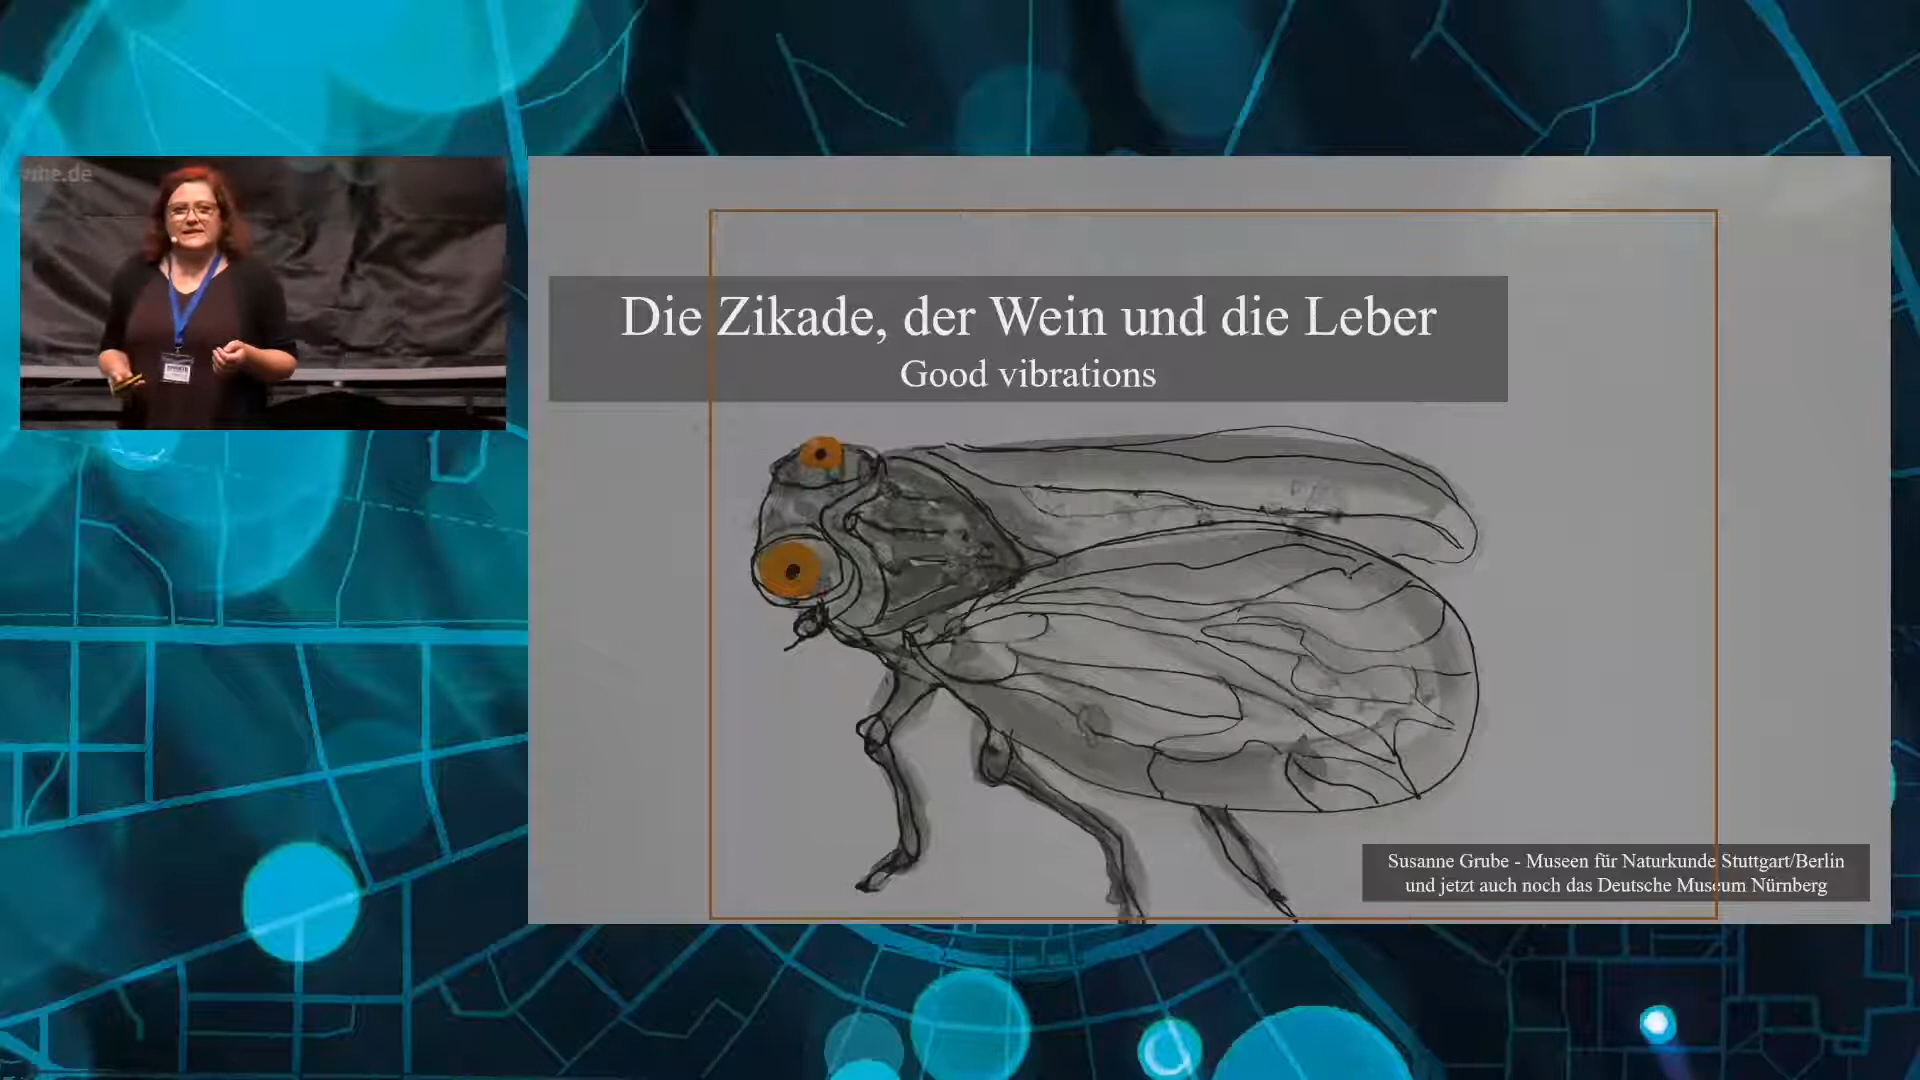 Die Zikade, der Wein und die Leber
Good vibrations
Susanne Grube - Museen für Naturkunde Stuttgart/Berlin
und jetzt auch noch das Deutsche Museum Nürnberg